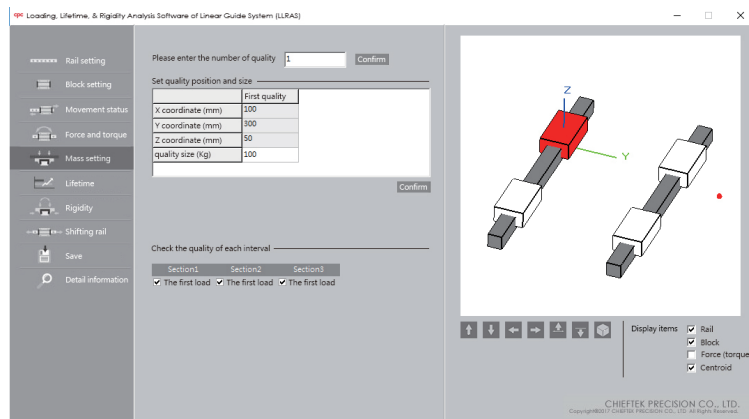 cpc Loading, Lifetime, & Rigidity Analysis Software of Linear Guide System (LLRAS)
Rail setting
Block setting
Movement status
Force and torque
Mass setting
Lifetime
Rigidity
Shifting rail
Save
Detail information
Please enter the number of quality 1 Confirm
Set quality position and size
First quality
X coordinate (mm) 100
Y coordinate (mm) 300
Z coordinate (mm) 50
quality size (Kg) 100
Confirm
Check the quality of each interval
Section1 Section2 Section3
The first load The first load The first load
Z
Y
Display items Rail
Block
Force (torque
Centroid
CHIEFTEK PRECISION CO., LTD.
Copyright©2017 CHIEFTEK PRECISION CO., LTD. All Rights Reserved.